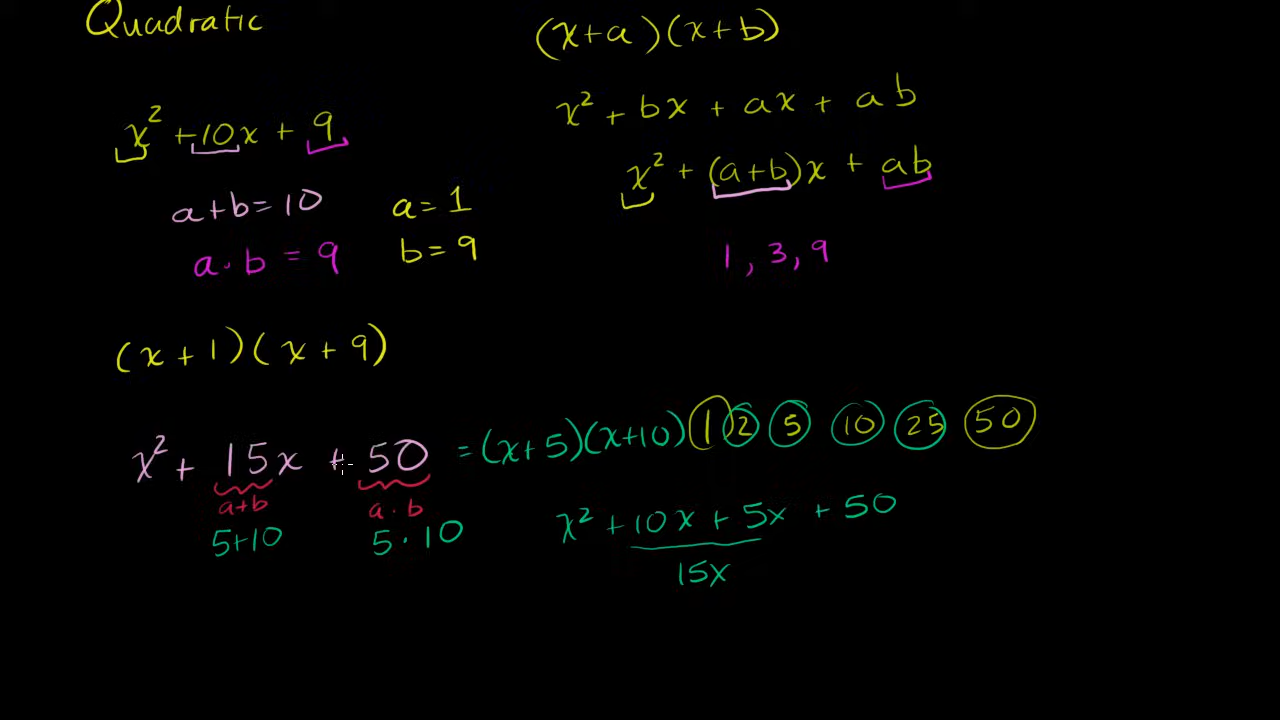 Quadratic
(x+a)(x+b)
x² + bx + ax + ab
x² +10x + 9
x² + (a+b)x + ab
a+b=10
a=1
a·b = 9
b=9
1, 3, 9
(x+1)(x+9)
x² + 15x + 50 = (x+5)(x+10) 1 2 5 10 25 50
a+b a·b
5+10 5·10
x² +10x + 5x + 50
15x